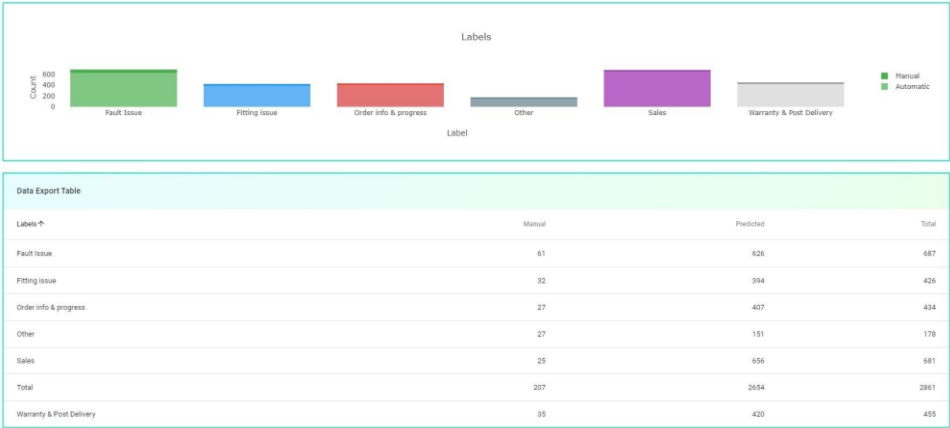 Labels
Count
600
400
200
0
Fault Issue Fitting issue Order info & progress Other Sales Warranty & Post Delivery
Label
Manual
Automatic
Data Export Table
Labels↑ Manual Predicted Total
Fault Issue 61 626 687
Fitting issue 32 394 426
Order info & progress 27 407 434
Other 27 151 178
Sales 25 656 681
Total 207 2654 2861
Warranty & Post Delivery 35 420 455